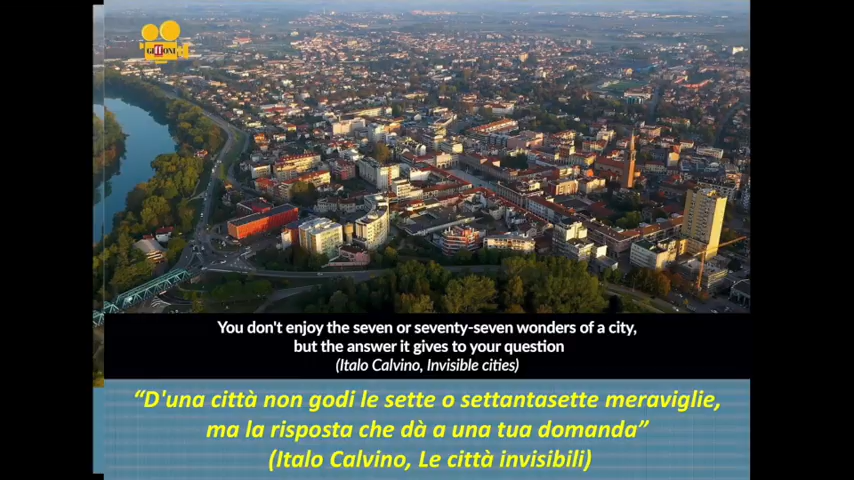 GIFFONI
You don't enjoy the seven or seventy-seven wonders of a city,
but the answer it gives to your question
(Italo Calvino, Invisible cities)
“D'una città non godi le sette o settantasette meraviglie,
ma la risposta che dà a una tua domanda”
(Italo Calvino, Le città invisibili)